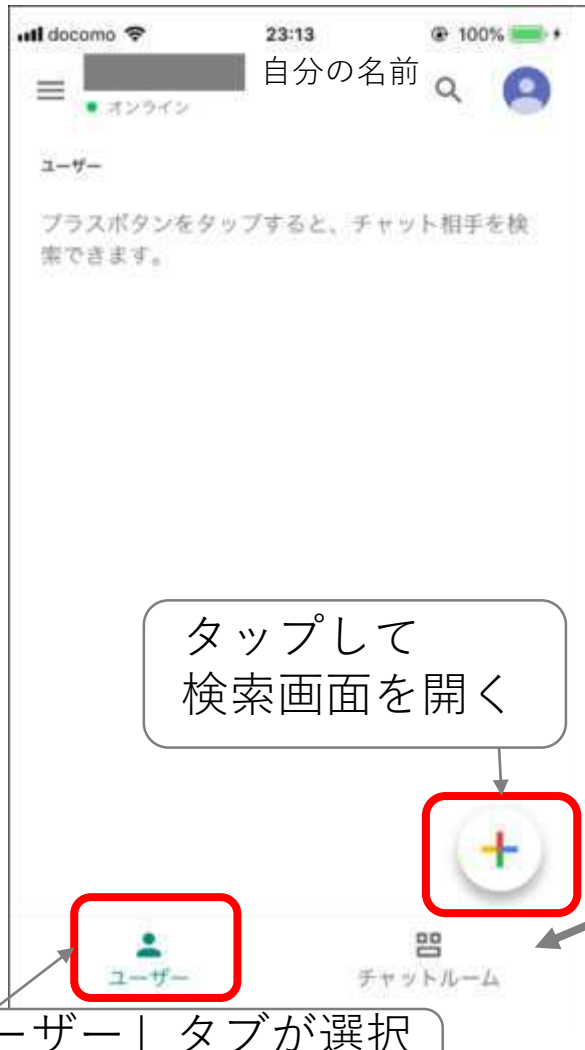 docomo 23:13 100%
自分の名前
オンライン
ユーザー
プラスボタンをタップすると、チャット相手を検
索できます。
タップして
検索画面を開く
ユーザー チャットルーム
ーザー」タブが選択